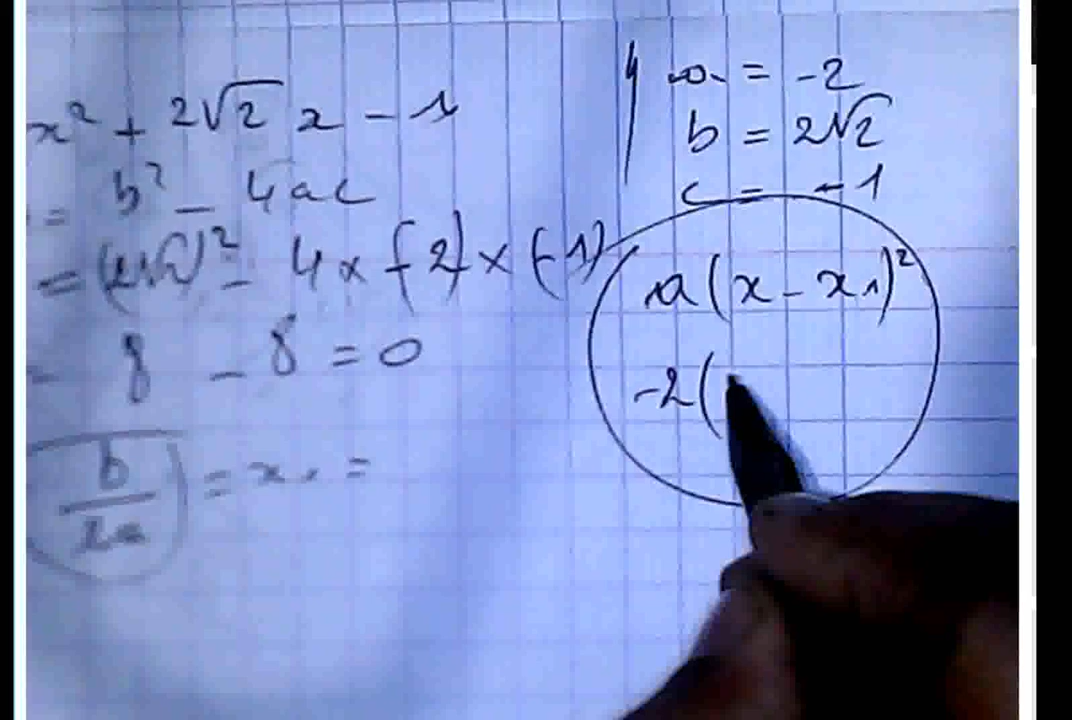 x² + 2√2 x - 1
= b² - 4ac
= (2√2)² - 4 × (-2) × (-1)
- 8 - 8 = 0
b/2a) = x₁ =
a = -2
b = 2√2
c = -1
a(x - x₁)²
-2(